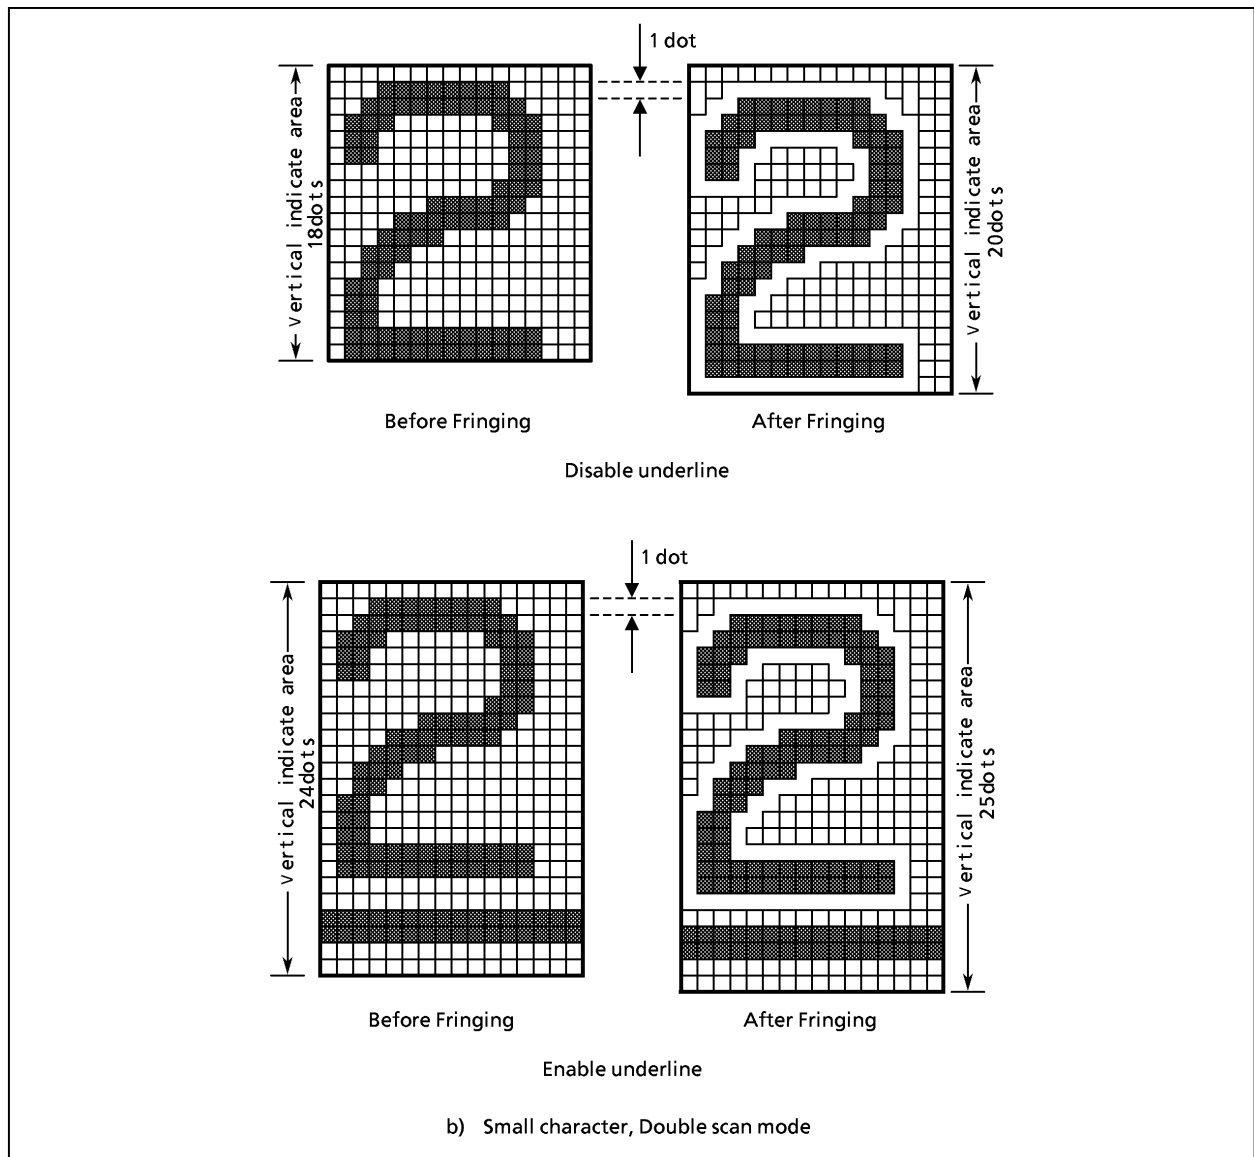 1 dot
Vertical indicate area
18dots
Vertical indicate area
20dots
Before Fringing
After Fringing
Disable underline
1 dot
Vertical indicate area
24dots
Vertical indicate area
25dots
Before Fringing
After Fringing
Enable underline
b) Small character, Double scan mode